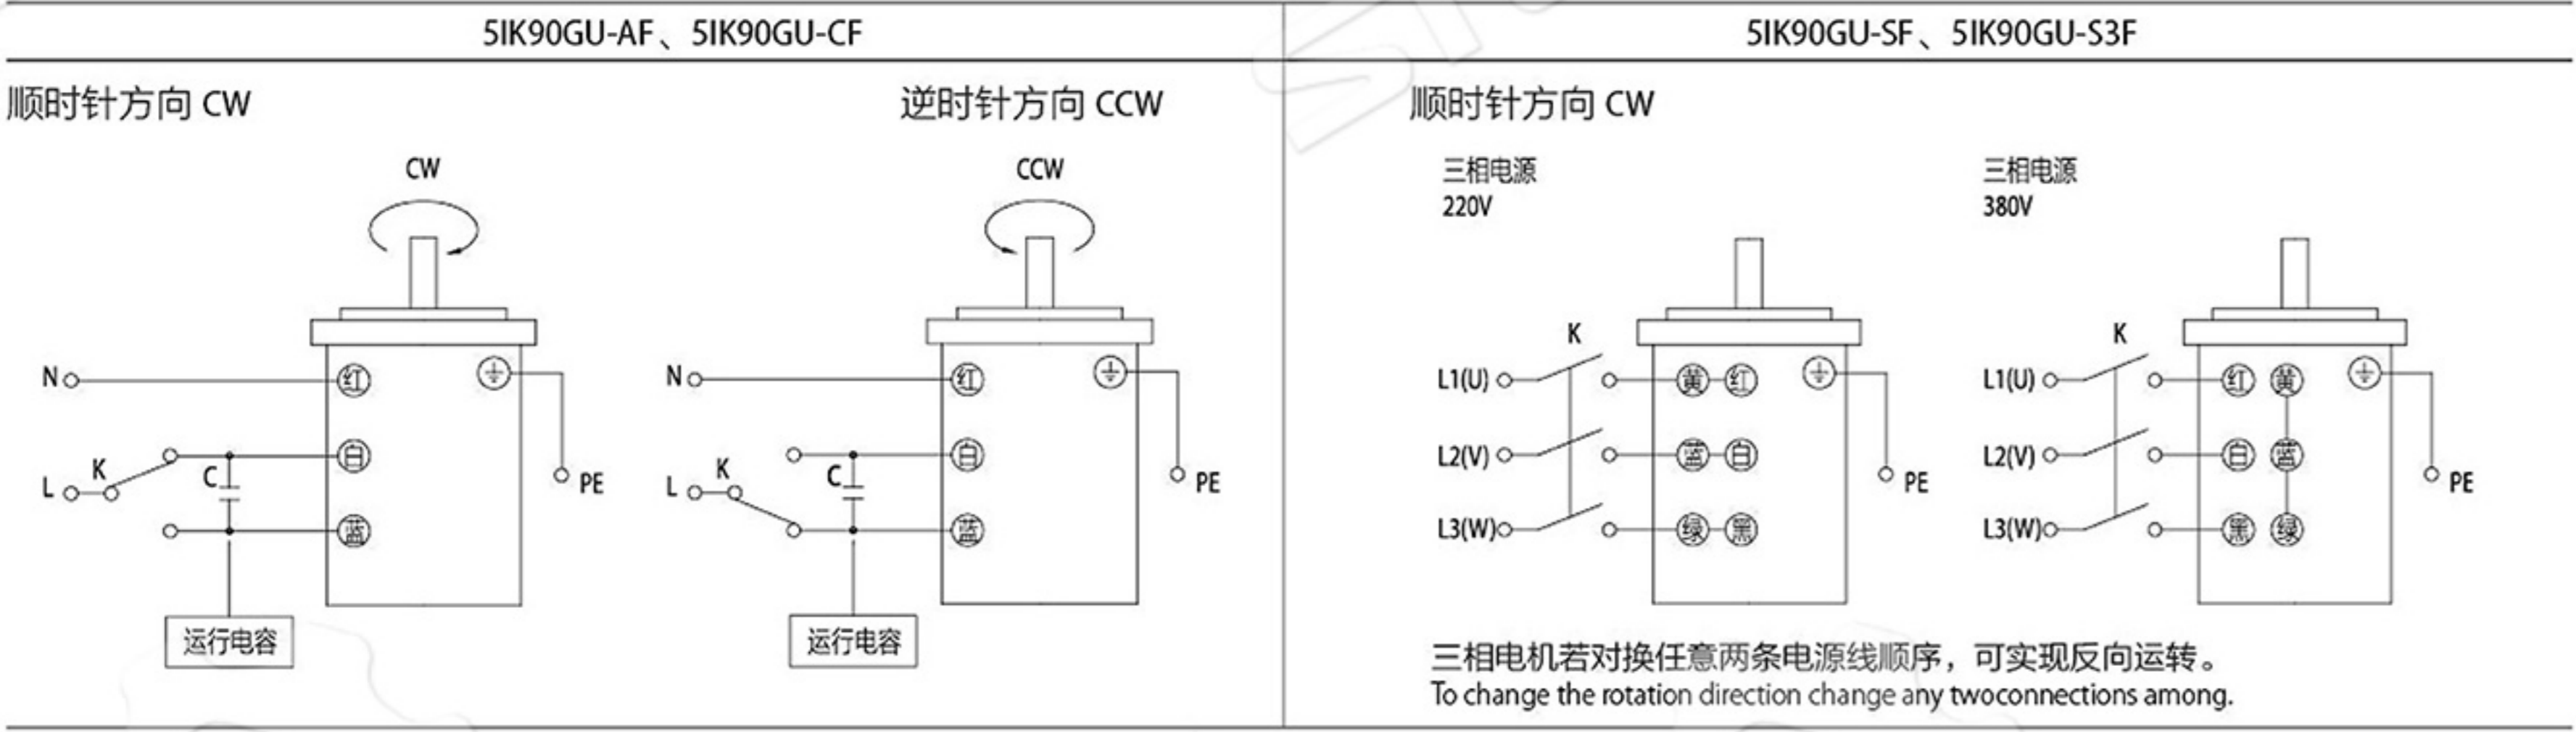 5IK90GU-AF、5IK90GU-CF
顺时针方向 CW
逆时针方向 CCW
CW
N
红
白
蓝
L
K
C
PE
运行电容
CCW
N
红
白
蓝
L
K
C
PE
运行电容
5IK90GU-SF、5IK90GU-S3F
顺时针方向 CW
三相电源
220V
K
L1(U)
黄 红
L2(V)
蓝 白
L3(W)
绿 黑
PE
三相电源
380V
K
L1(U)
红 黄
L2(V)
白 蓝
L3(W)
黑 绿
PE
三相电机若对换任意两条电源线顺序，可实现反向运转。
To change the rotation direction change any twoconnections among.